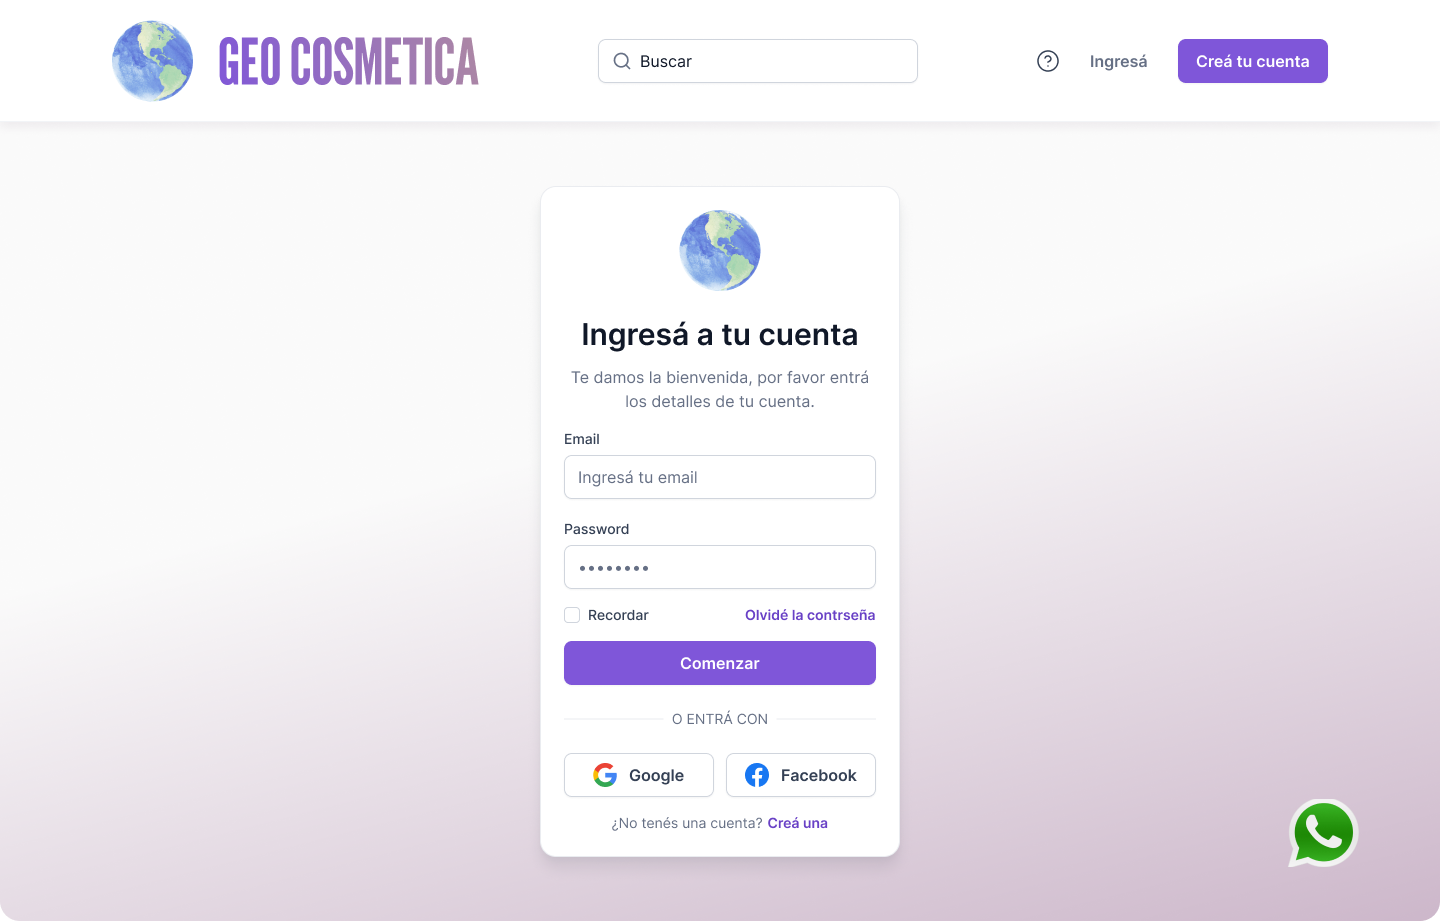 GEO COSMETICA
Buscar
Ingresá
Creá tu cuenta
Ingresá a tu cuenta
Te damos la bienvenida, por favor entrá
los detalles de tu cuenta.
Email
Ingresá tu email
Password
Recordar
Olvidé la contrseña
Comenzar
O ENTRÁ CON
Google
Facebook
¿No tenés una cuenta? Creá una